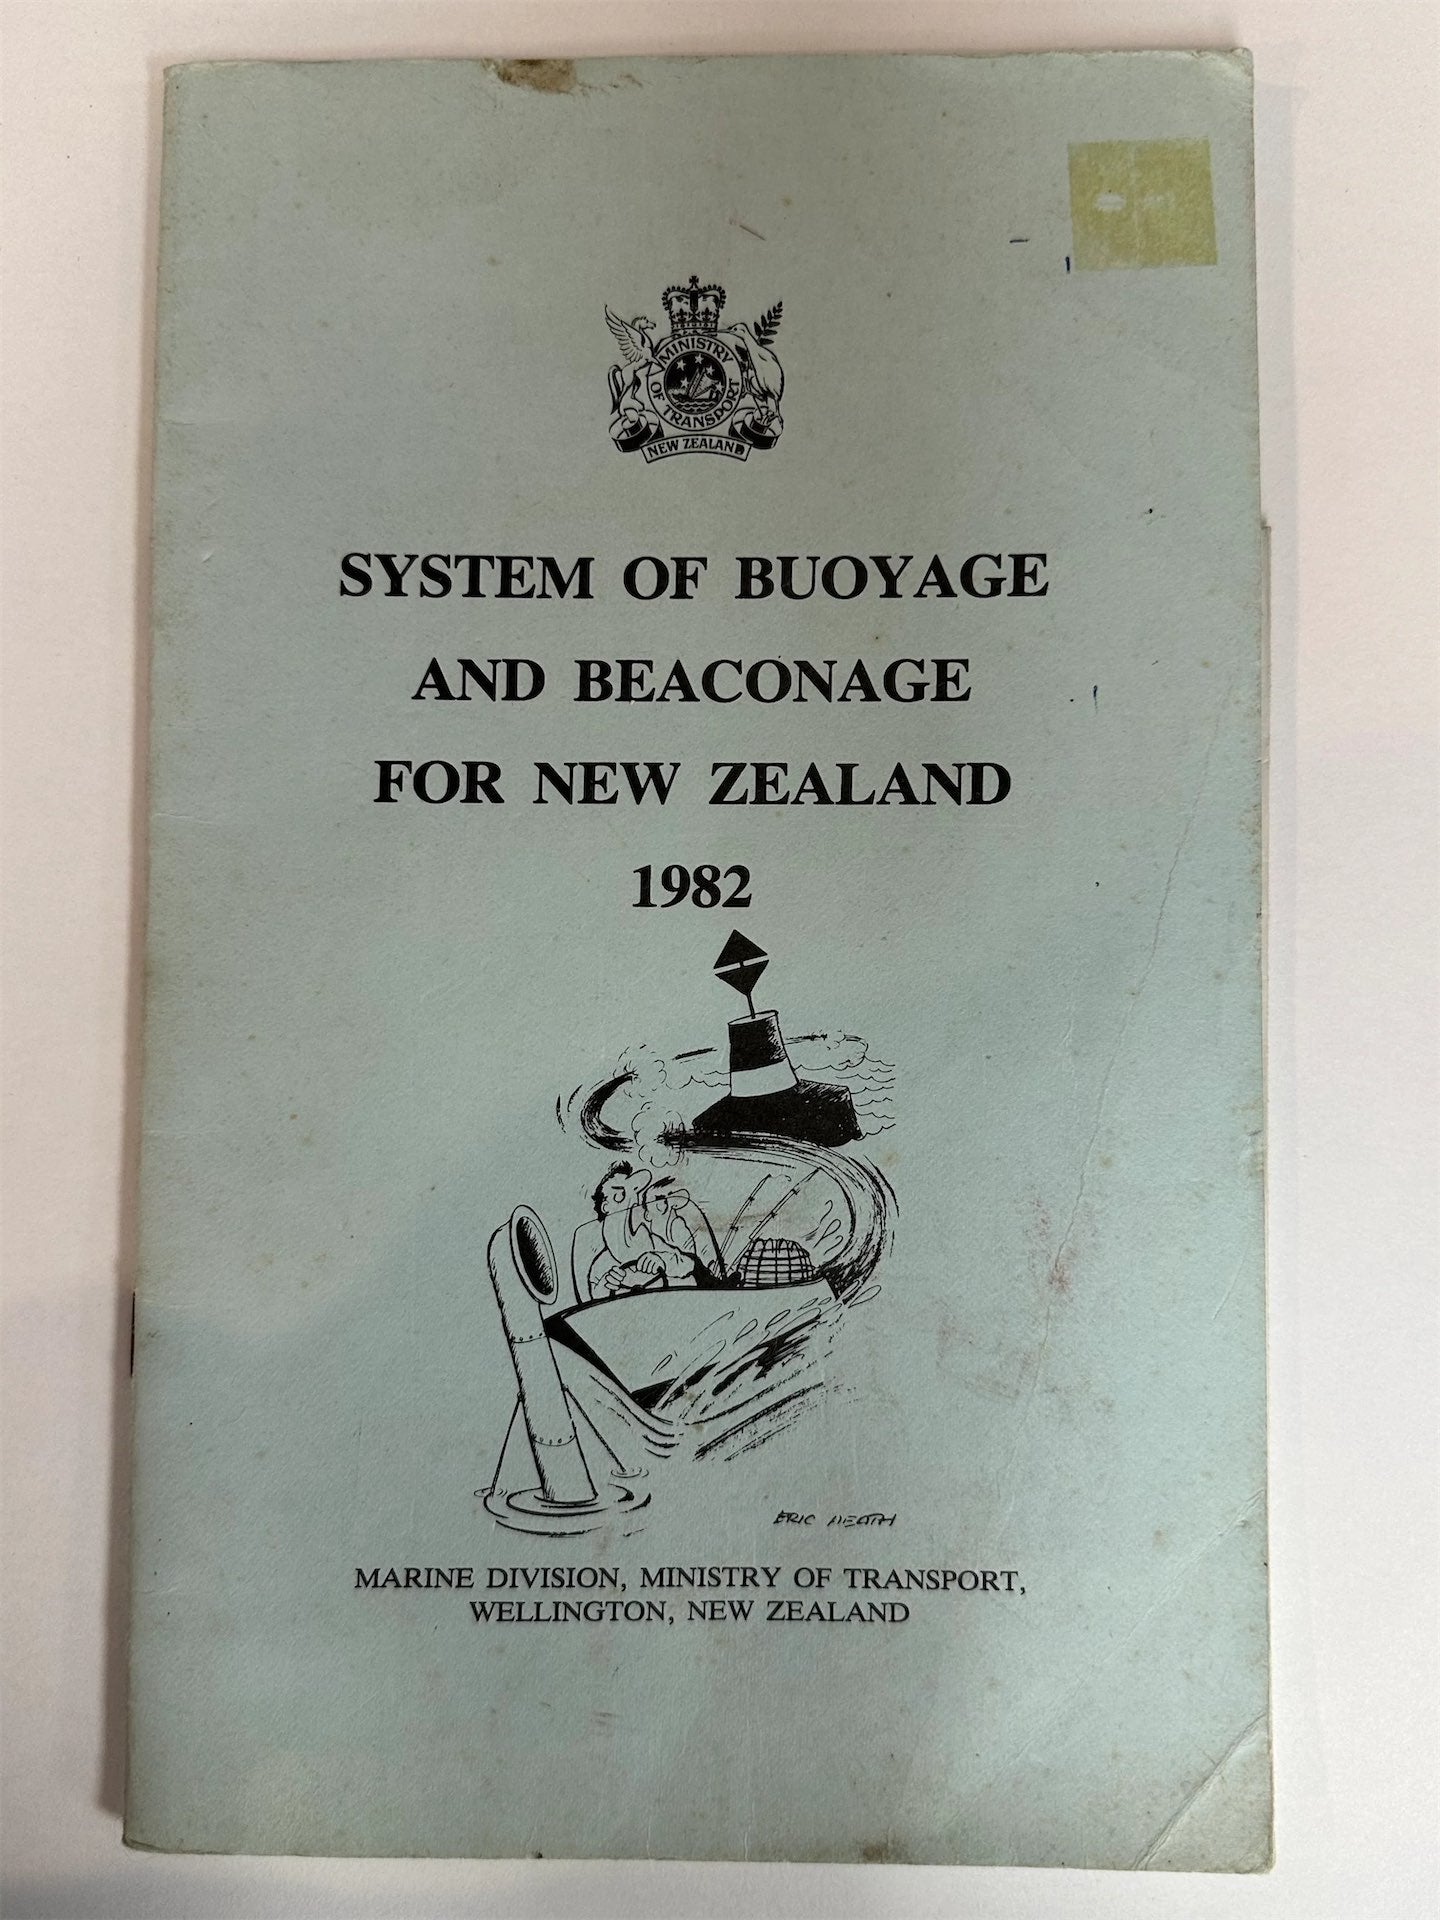 MINISTRY
OF TRANSPORT
NEW ZEALAND
SYSTEM OF BUOYAGE
AND BEACONAGE
FOR NEW ZEALAND
1982
ERIC HEATH
MARINE DIVISION, MINISTRY OF TRANSPORT,
WELLINGTON, NEW ZEALAND